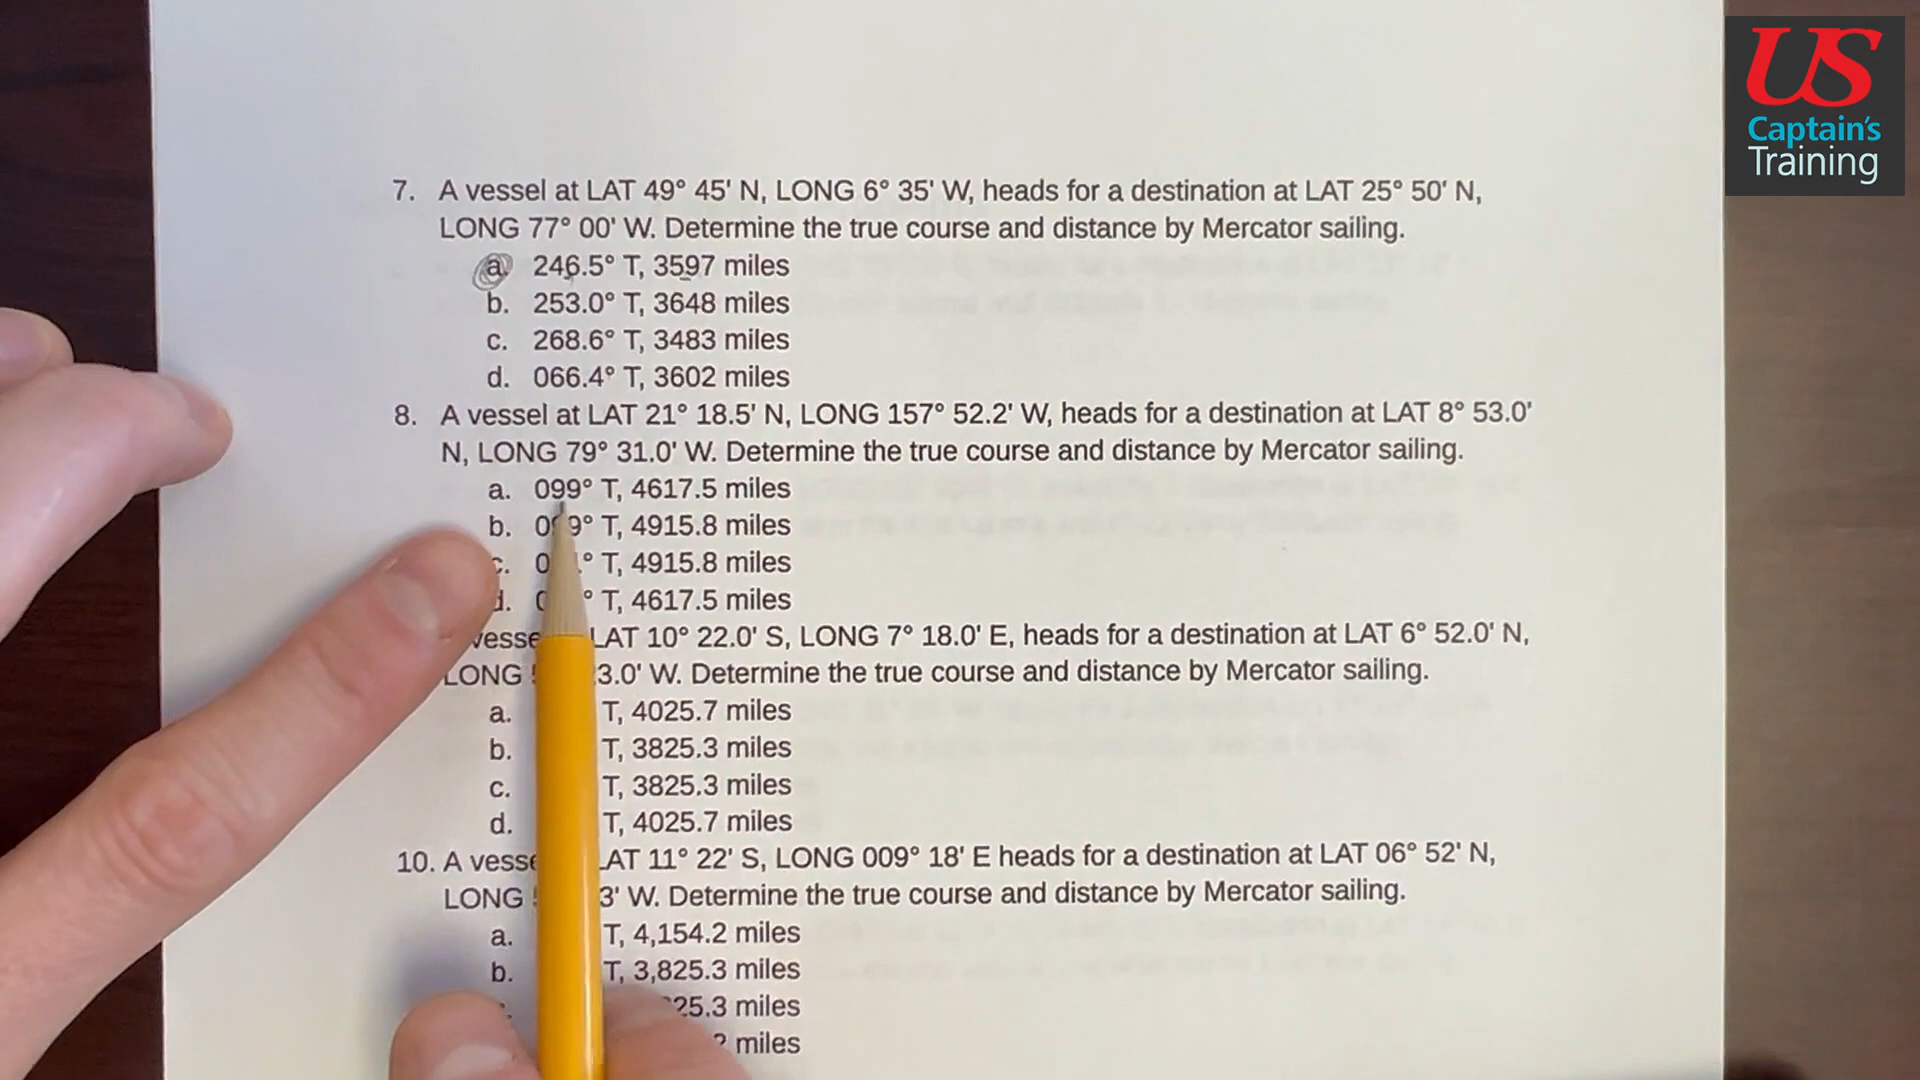 US
Captain's
Training
7. A vessel at LAT 49° 45' N, LONG 6° 35' W, heads for a destination at LAT 25° 50' N,
LONG 77° 00' W. Determine the true course and distance by Mercator sailing.
a. 246.5° T, 3597 miles
b. 253.0° T, 3648 miles
c. 268.6° T, 3483 miles
d. 066.4° T, 3602 miles
8. A vessel at LAT 21° 18.5' N, LONG 157° 52.2' W, heads for a destination at LAT 8° 53.0'
N, LONG 79° 31.0' W. Determine the true course and distance by Mercator sailing.
a. 099° T, 4617.5 miles
b. T, 4915.8 miles
c. T, 4915.8 miles
d. T, 4617.5 miles
LAT 10° 22.0' S, LONG 7° 18.0' E, heads for a destination at LAT 6° 52.0' N,
LONG 3.0' W. Determine the true course and distance by Mercator sailing.
a. T, 4025.7 miles
b. T, 3825.3 miles
c. T, 3825.3 miles
d. T, 4025.7 miles
10. A LAT 11° 22' S, LONG 009° 18' E heads for a destination at LAT 06° 52' N,
LONG 3' W. Determine the true course and distance by Mercator sailing.
a. T, 4,154.2 miles
b. T, 3,825.3 miles
25.3 miles
miles